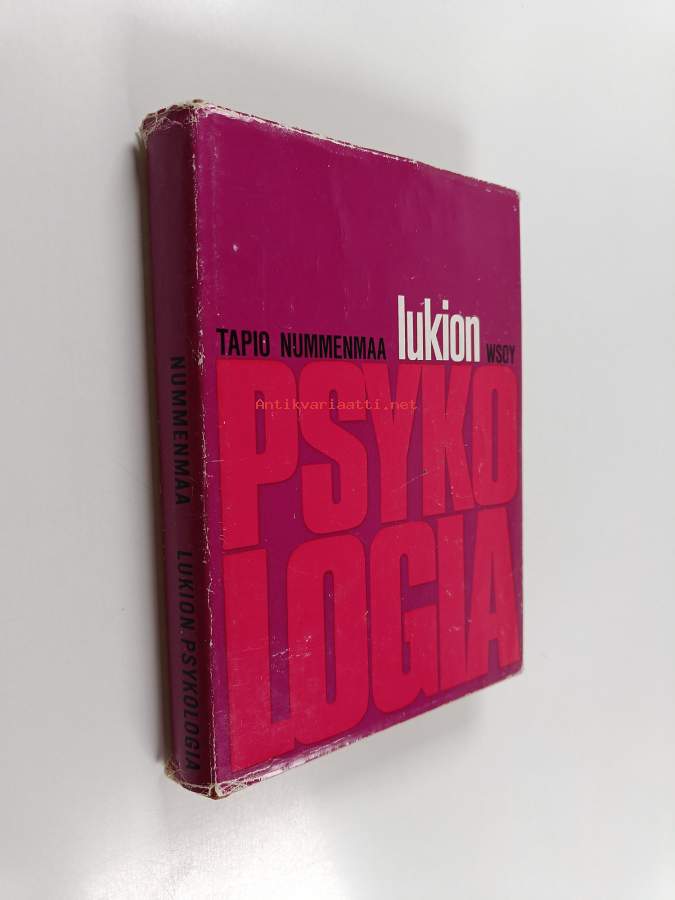 TAPIO NUMMENMAA lukion WSOY
PSYKO
LOGIA
NUMMENMAA LUKION PSYKOLOGIA
Antikvariaatti.net